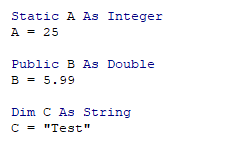 Static A As Integer
A = 25
Public B As Double
B = 5.99
Dim C As String
C = "Test"